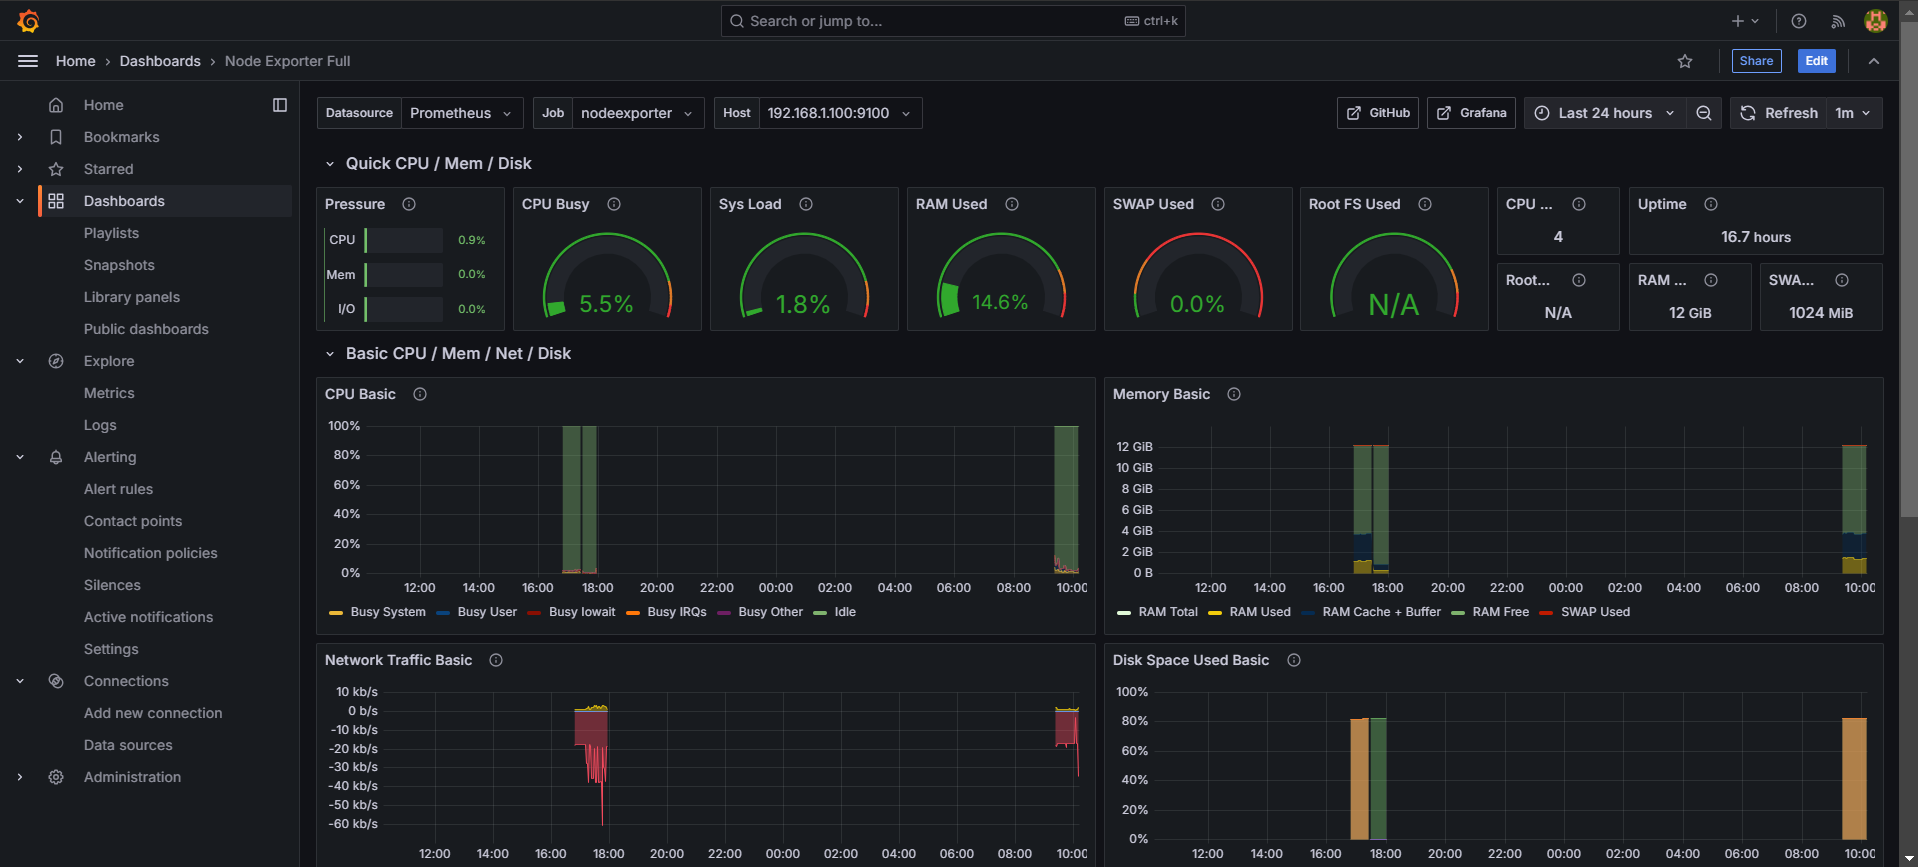 Search or jump to... ctrl+k
Home › Dashboards › Node Exporter Full
Share
Edit
Home
Bookmarks
Starred
Dashboards
Playlists
Snapshots
Library panels
Public dashboards
Explore
Metrics
Logs
Alerting
Alert rules
Contact points
Notification policies
Silences
Active notifications
Settings
Connections
Add new connection
Data sources
Administration
Datasource Prometheus Job nodeexporter Host 192.168.1.100:9100
GitHub Grafana Last 24 hours Refresh 1m
Quick CPU / Mem / Disk
Pressure
CPU 0.9%
Mem 0.0%
I/O 0.0%
CPU Busy
5.5%
Sys Load
1.8%
RAM Used
14.6%
SWAP Used
0.0%
Root FS Used
N/A
CPU ...
4
Uptime
16.7 hours
Root...
N/A
RAM ...
12 GiB
SWA...
1024 MiB
Basic CPU / Mem / Net / Disk
CPU Basic
100%
80%
60%
40%
20%
0%
12:00 14:00 16:00 18:00 20:00 22:00 00:00 02:00 04:00 06:00 08:00 10:00
Busy System Busy User Busy Iowait Busy IRQs Busy Other Idle
Memory Basic
12 GiB
10 GiB
8 GiB
6 GiB
4 GiB
2 GiB
0 B
12:00 14:00 16:00 18:00 20:00 22:00 00:00 02:00 04:00 06:00 08:00 10:00
RAM Total RAM Used RAM Cache + Buffer RAM Free SWAP Used
Network Traffic Basic
10 kb/s
0 b/s
-10 kb/s
-20 kb/s
-30 kb/s
-40 kb/s
-50 kb/s
-60 kb/s
12:00 14:00 16:00 18:00 20:00 22:00 00:00 02:00 04:00 06:00 08:00 10:00
Disk Space Used Basic
100%
80%
60%
40%
20%
0%
12:00 14:00 16:00 18:00 20:00 22:00 00:00 02:00 04:00 06:00 08:00 10:00